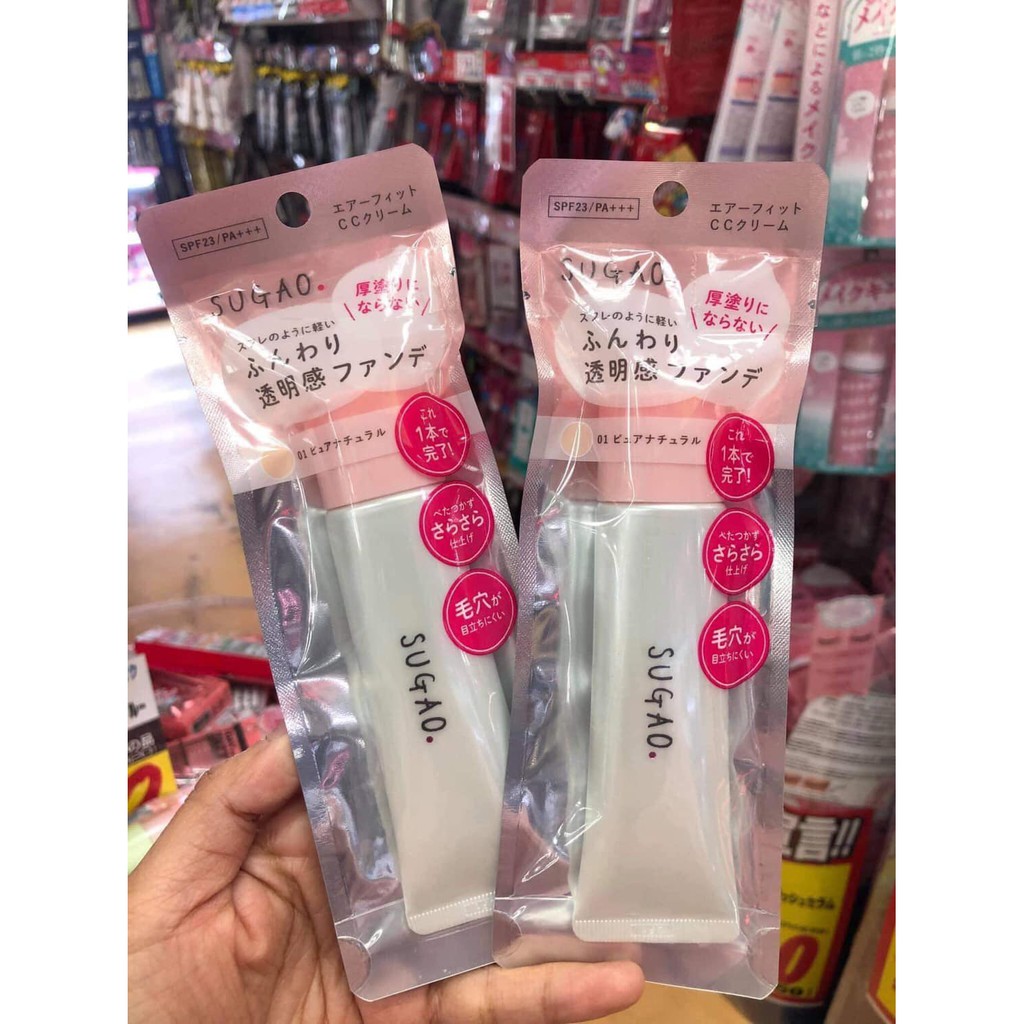 SPF23/PA+++
エアーフィット
CCクリーム
SUGAO.
厚塗りに
ならない
スフレのように軽い
ふんわり
透明感ファンデ
01 ピュアナチュラル
これ
1本で
完了!
べたつかず
さらさら
仕上げ
毛穴が
目立ちにくい
SUGAO.
SPF23/PA+++
エアーフィット
CCクリーム
SUGAO.
厚塗りに
ならない
スフレのように軽い
ふんわり
透明感ファンデ
01 ピュアナチュラル
これ
1本で
完了!
べたつかず
さらさら
仕上げ
毛穴が
目立ちにくい
SUGAO.
などによるメイク